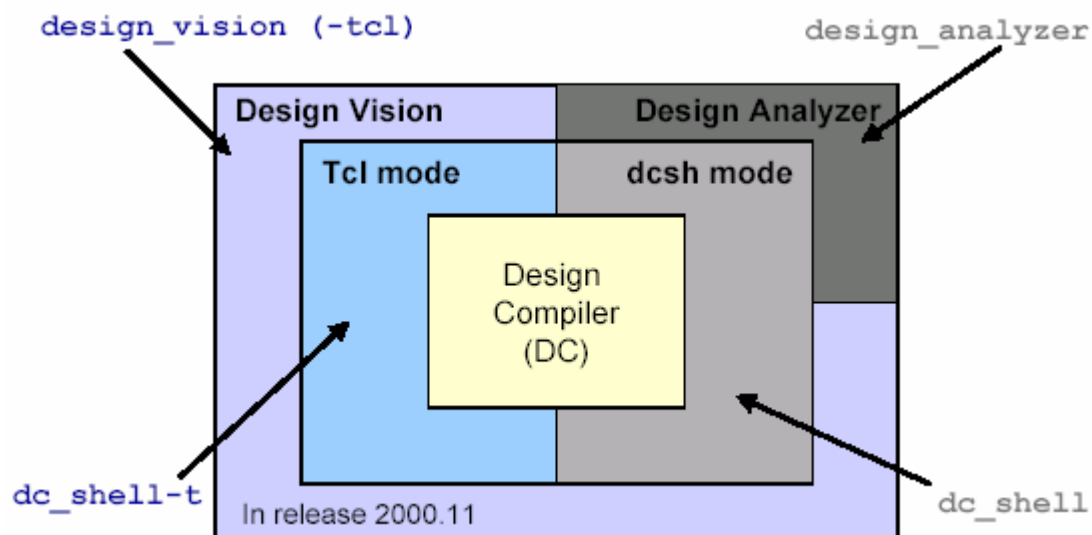 design_vision (-tcl)
design_analyzer
Design Vision
Design Analyzer
Tcl mode
dcsh mode
Design
Compiler
(DC)
dc_shell-t
dc_shell
In release 2000.11